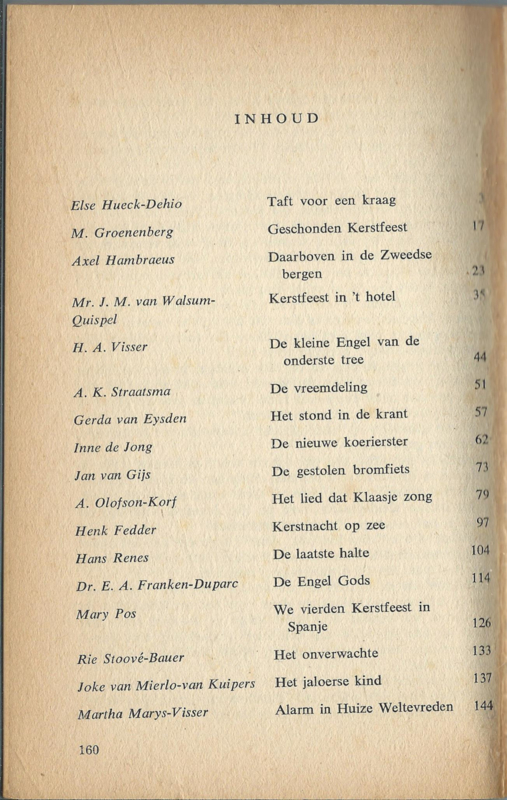 INHOUD
Else Hueck-Dehio Taft voor een kraag 3
M. Groenenberg Geschonden Kerstfeest 17
Axel Hambraeus Daarboven in de Zweedse
bergen 23
Mr. J. M. van Walsum- Kerstfeest in 't hotel
Quispel
H. A. Visser De kleine Engel van de
onderste tree 44
A. K. Straatsma De vreemdeling 51
Gerda van Eysden Het stond in de krant 57
Inne de Jong De nieuwe koerierster 62
Jan van Gijs De gestolen bromfiets 73
A. Olofson-Korf Het lied dat Klaasje zong 79
Henk Fedder Kerstnacht op zee 97
Hans Renes De laatste halte 104
Dr. E. A. Franken-Duparc De Engel Gods 114
Mary Pos We vierden Kerstfeest in
Spanje 126
Rie Stoové-Bauer Het onverwachte 133
Joke van Mierlo-van Kuipers Het jaloerse kind 137
Martha Marys-Visser Alarm in Huize Weltevreden 144
160